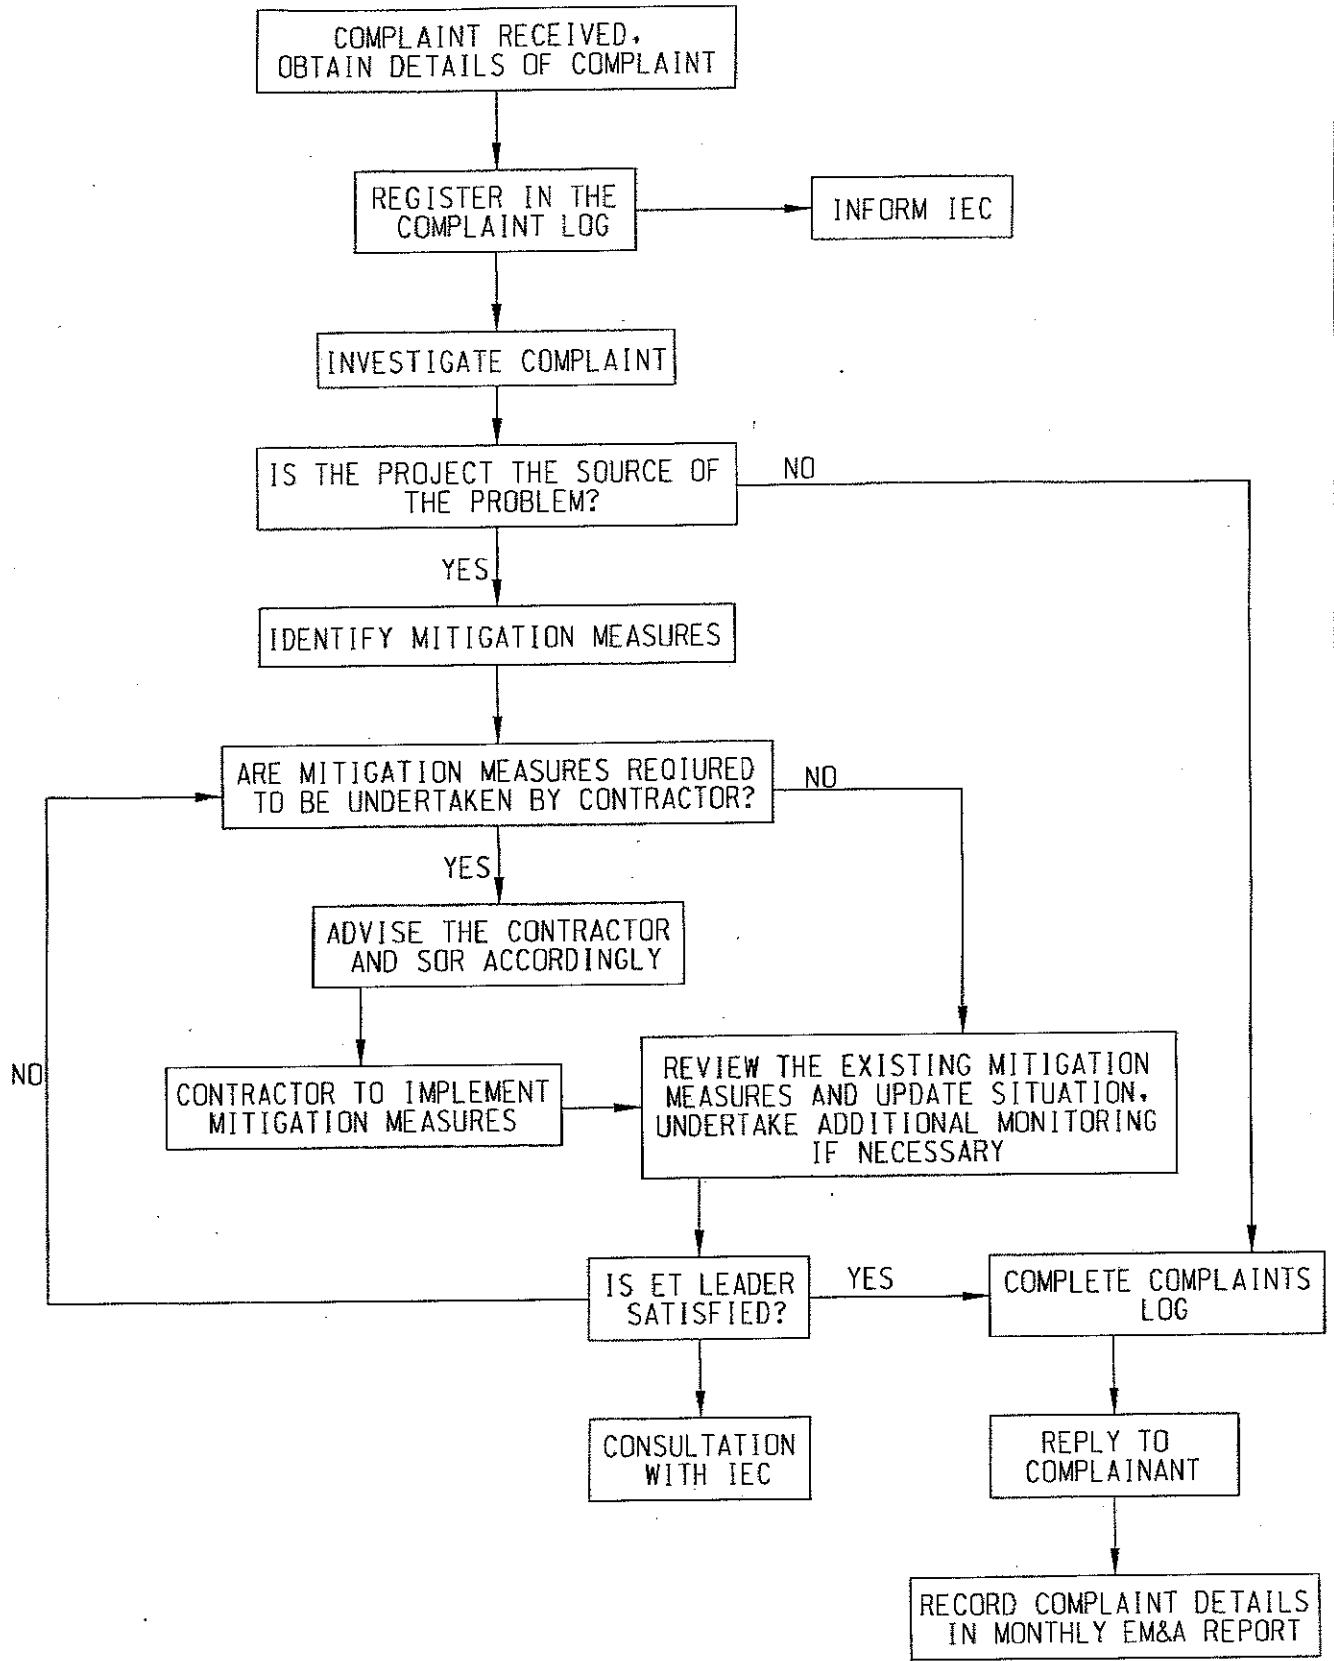 COMPLAINT RECEIVED,
OBTAIN DETAILS OF COMPLAINT
REGISTER IN THE
COMPLAINT LOG
INFORM IEC
INVESTIGATE COMPLAINT
IS THE PROJECT THE SOURCE OF
THE PROBLEM?
NO
YES
IDENTIFY MITIGATION MEASURES
ARE MITIGATION MEASURES REQIURED
TO BE UNDERTAKEN BY CONTRACTOR?
NO
YES
ADVISE THE CONTRACTOR
AND SOR ACCORDINGLY
NO
CONTRACTOR TO IMPLEMENT
MITIGATION MEASURES
REVIEW THE EXISTING MITIGATION
MEASURES AND UPDATE SITUATION,
UNDERTAKE ADDITIONAL MONITORING
IF NECESSARY
IS ET LEADER
SATISFIED?
YES
COMPLETE COMPLAINTS
LOG
CONSULTATION
WITH IEC
REPLY TO
COMPLAINANT
RECORD COMPLAINT DETAILS
IN MONTHLY EM&A REPORT